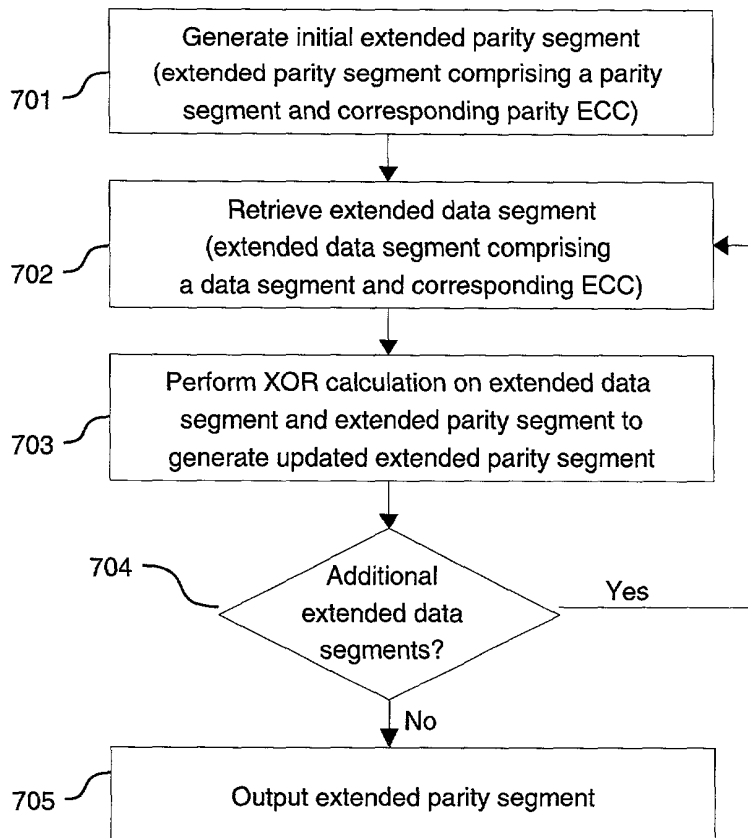 Generate initial extended parity segment
(extended parity segment comprising a parity
segment and corresponding parity ECC)
701
Retrieve extended data segment
(extended data segment comprising
a data segment and corresponding ECC)
702
Perform XOR calculation on extended data
segment and extended parity segment to
generate updated extended parity segment
703
704
Additional
extended data
segments?
Yes
No
Output extended parity segment
705